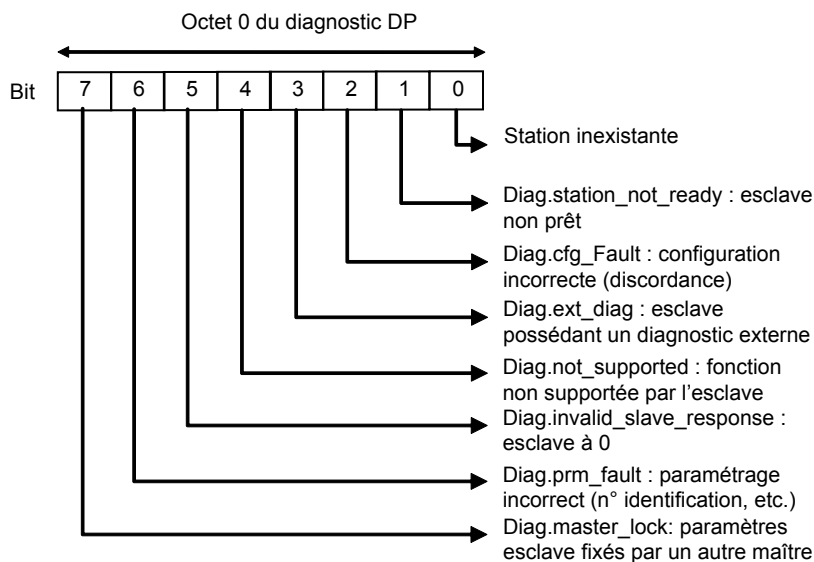 Octet 0 du diagnostic DP
Bit 7 6 5 4 3 2 1 0
Station inexistante
Diag.station_not_ready : esclave
non prêt
Diag.cfg_Fault : configuration
incorrecte (discordance)
Diag.ext_diag : esclave
possédant un diagnostic externe
Diag.not_supported : fonction
non supportée par l'esclave
Diag.invalid_slave_response :
esclave à 0
Diag.prm_fault : paramétrage
incorrect (n° identification, etc.)
Diag.master_lock: paramètres
esclave fixés par un autre maître